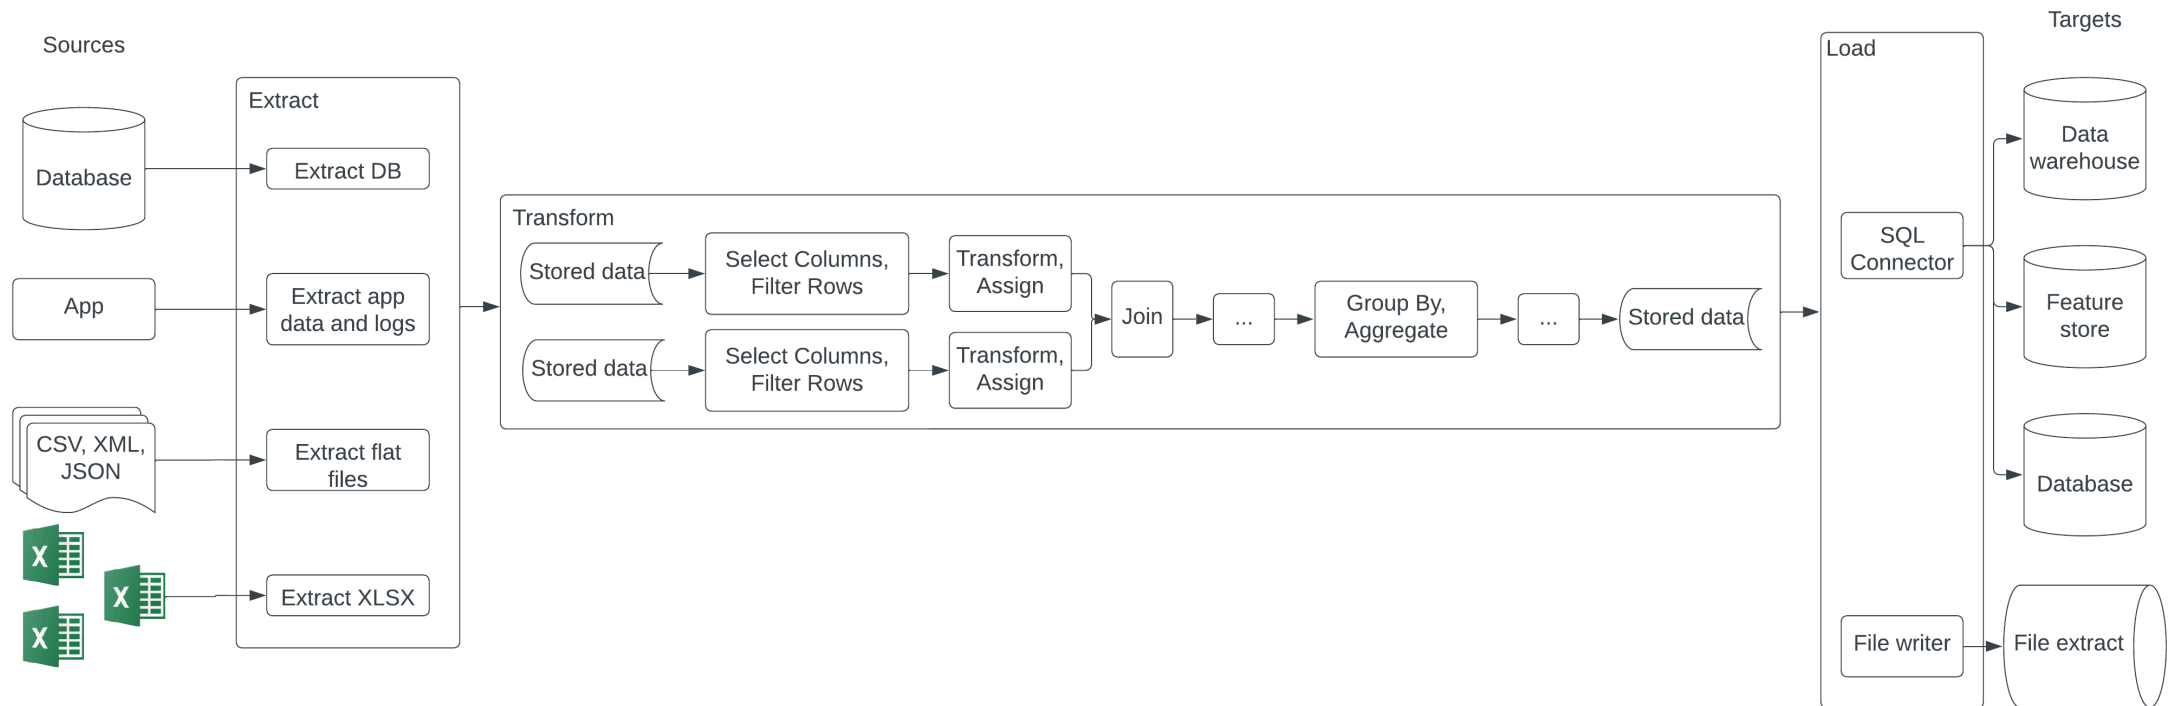 Sources
Database
App
CSV, XML,
JSON
X
X
X
Extract
Extract DB
Extract app
data and logs
Extract flat
files
Extract XLSX
Transform
Stored data
Select Columns,
Filter Rows
Transform,
Assign
Stored data
Select Columns,
Filter Rows
Transform,
Assign
Join
...
Group By,
Aggregate
...
Stored data
Load
SQL
Connector
File writer
Targets
Data
warehouse
Feature
store
Database
File extract